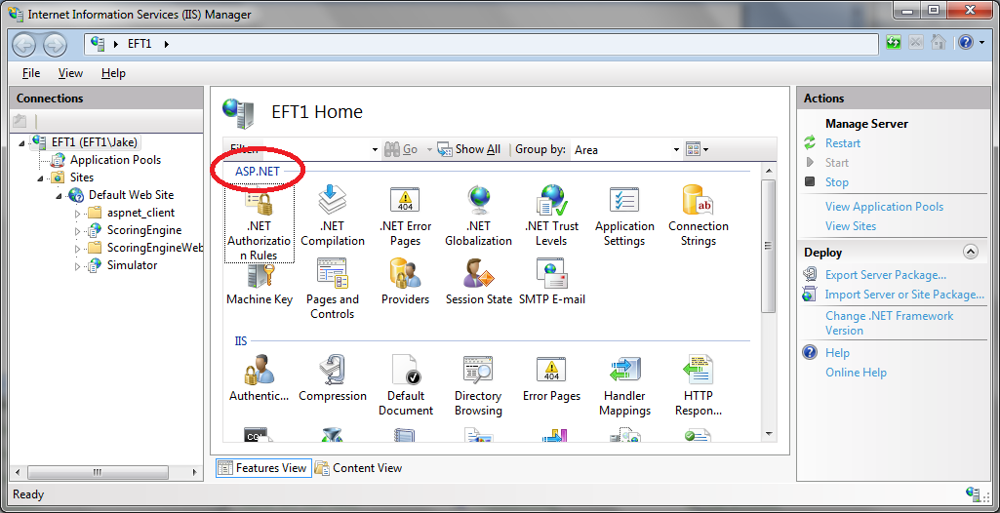 Internet Information Services (IIS) Manager
EFT1
File View Help
Connections
EFT1 (EFT1\Jake)
Application Pools
Sites
Default Web Site
aspnet_client
ScoringEngine
ScoringEngineWeb
Simulator
EFT1 Home
Filter Go Show All Group by: Area
ASP.NET
.NET
Authorizatio
n Rules
.NET
Compilation
.NET Error
Pages
.NET
Globalization
.NET Trust
Levels
Application
Settings
Connection
Strings
Machine Key
Pages and
Controls
Providers
Session State
SMTP E-mail
IIS
Authentic...
Compression
Default
Document
Directory
Browsing
Error Pages
Handler
Mappings
HTTP
Respon...
Features View Content View
Actions
Manage Server
Restart
Start
Stop
View Application Pools
View Sites
Deploy
Export Server Package...
Import Server or Site Package...
Change .NET Framework
Version
Help
Online Help
Ready